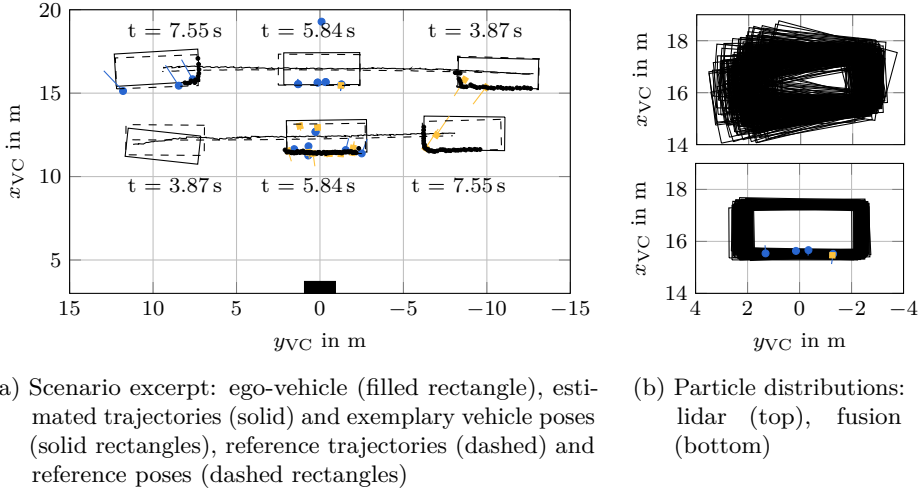 20
15
10
5
x_VC in m
t = 7.55 s
t = 5.84 s
t = 3.87 s
t = 3.87 s
t = 5.84 s
t = 7.55 s
15
10
5
0
−5
−10
−15
y_VC in m
18
16
14
x_VC in m
18
16
14
x_VC in m
4
2
0
−2
−4
y_VC in m
a) Scenario excerpt: ego-vehicle (filled rectangle), esti-
mated trajectories (solid) and exemplary vehicle poses
(solid rectangles), reference trajectories (dashed) and
reference poses (dashed rectangles)
(b) Particle distributions:
lidar (top), fusion
(bottom)